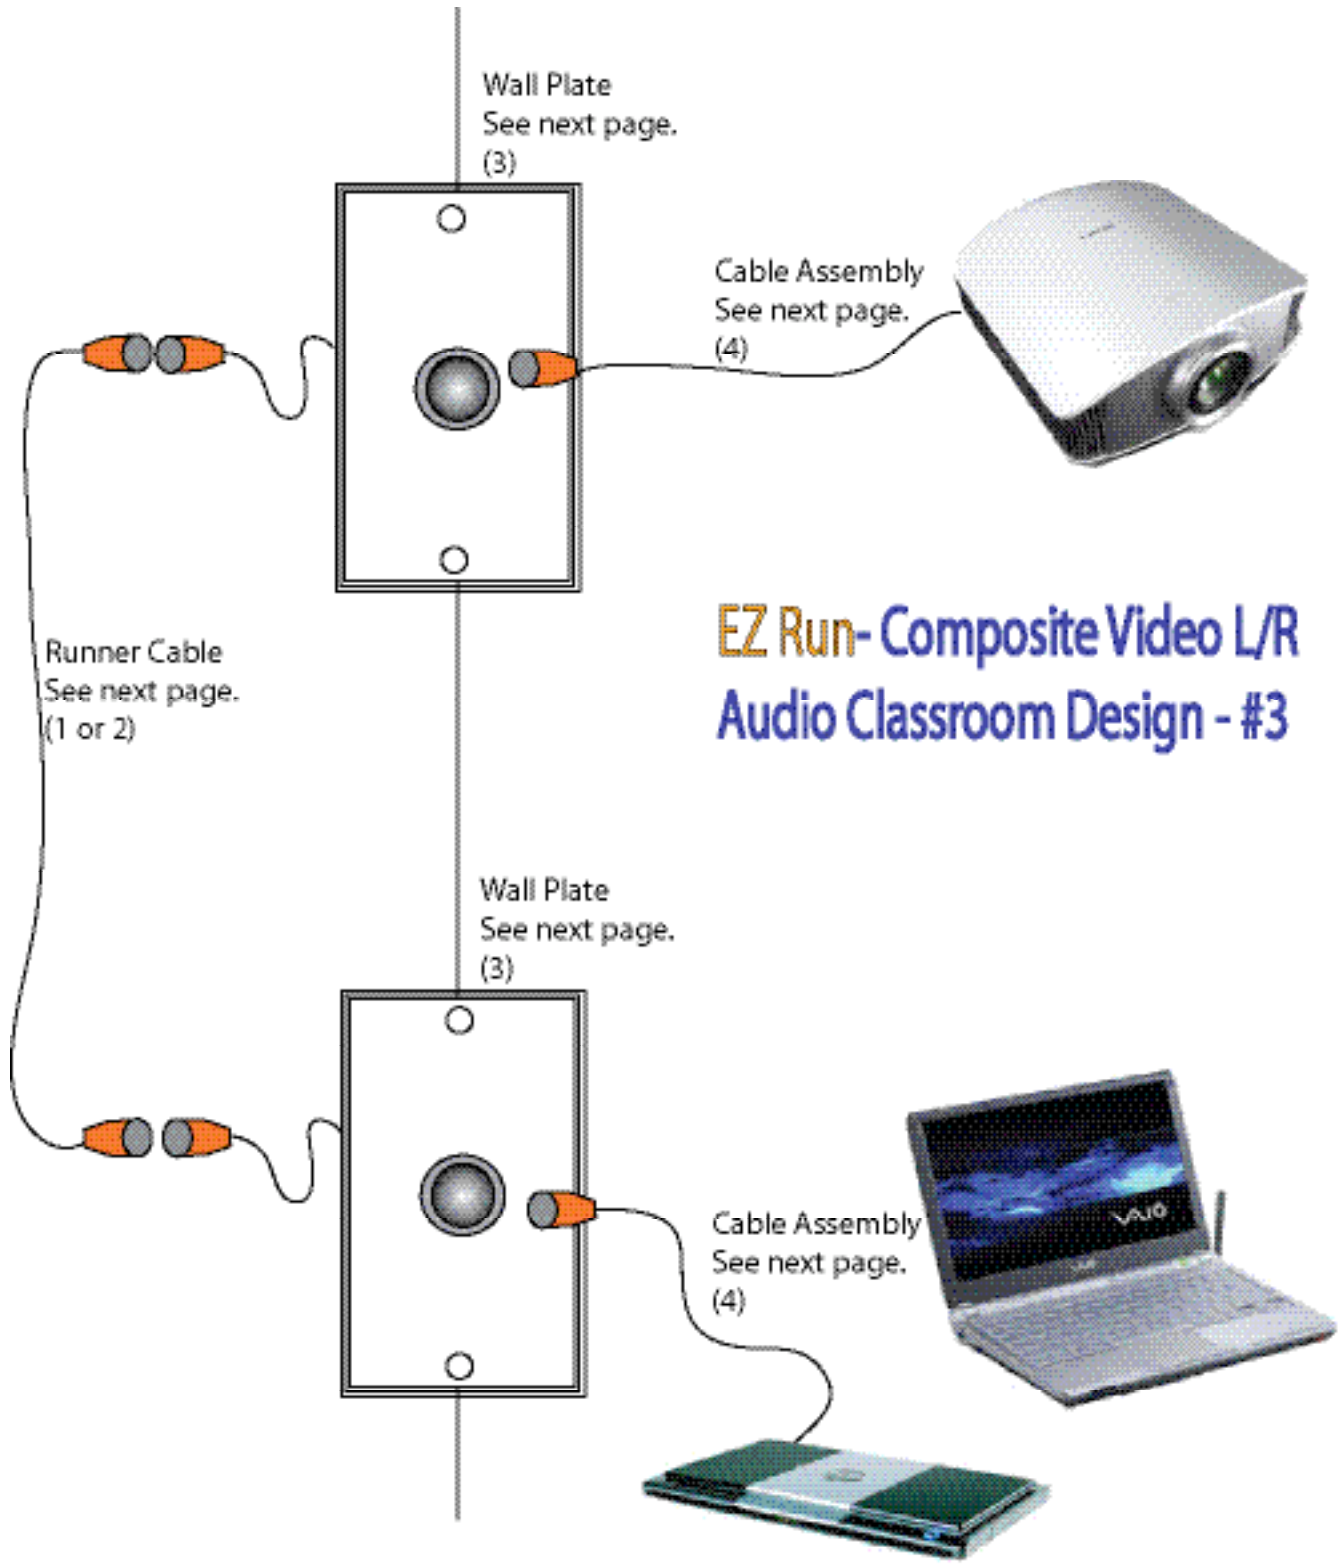 Wall Plate
See next page.
(3)
Cable Assembly
See next page.
(4)
EZ Run- Composite Video L/R
Audio Classroom Design - #3
Runner Cable
See next page.
(1 or 2)
Wall Plate
See next page.
(3)
Cable Assembly
See next page.
(4)
VAIO